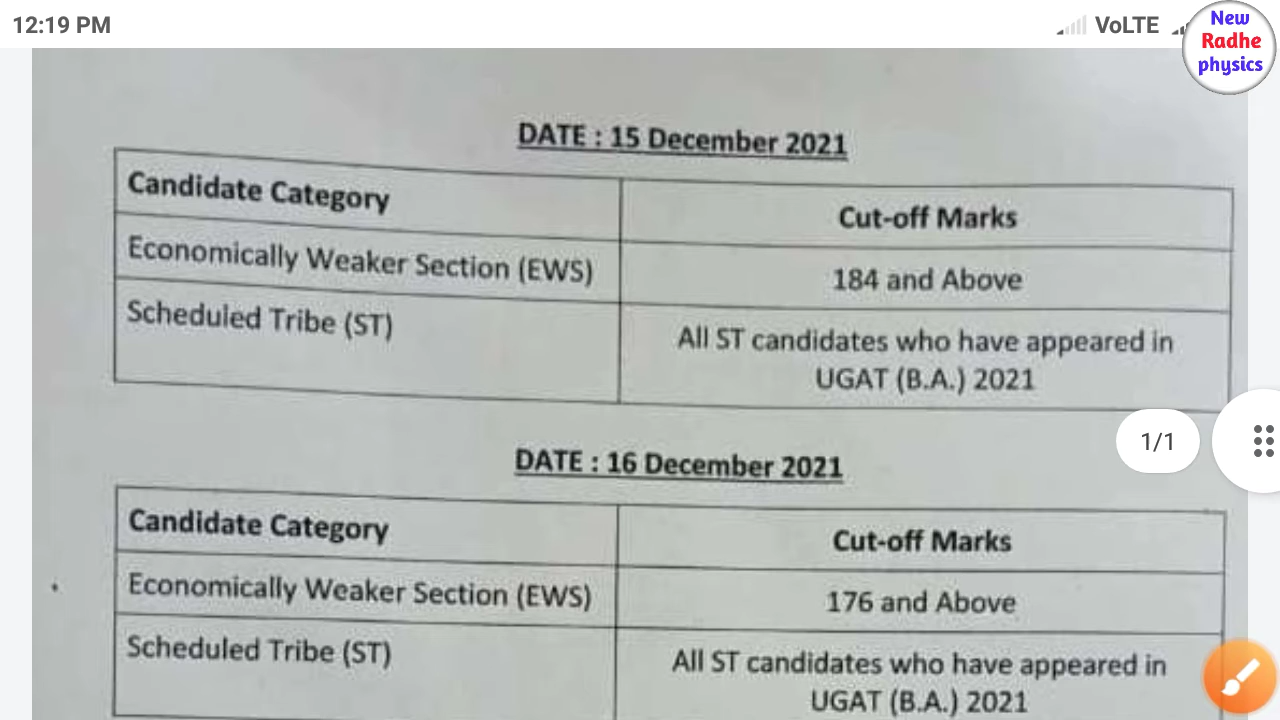 12:19 PM
VoLTE
New
Radhe
physics
DATE : 15 December 2021
Candidate Category
Cut-off Marks
Economically Weaker Section (EWS)
184 and Above
Scheduled Tribe (ST)
All ST candidates who have appeared in
UGAT (B.A.) 2021
1/1
DATE : 16 December 2021
Candidate Category
Cut-off Marks
Economically Weaker Section (EWS)
176 and Above
Scheduled Tribe (ST)
All ST candidates who have appeared in
UGAT (B.A.) 2021